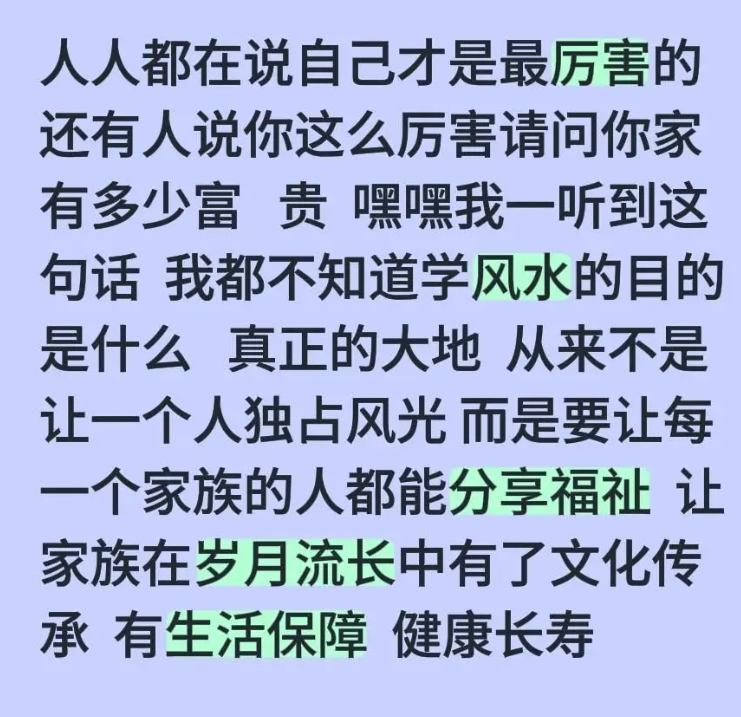 人人都在说自己才是最厉害的
还有人说你这么厉害请问你家
有多少富 贵 嘿嘿我一听到这
句话 我都不知道学风水的目的
是什么 真正的大地 从来不是
让一个人独占风光 而是要让每
一个家族的人都能分享福祉 让
家族在岁月流长中有了文化传
承 有生活保障 健康长寿